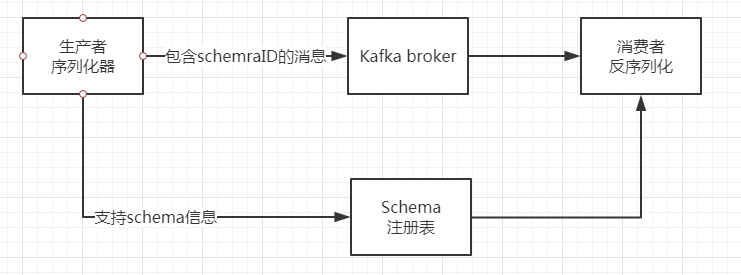 生产者
序列化器
包含schemraID的消息
Kafka broker
消费者
反序列化
支持schema信息
Schema
注册表